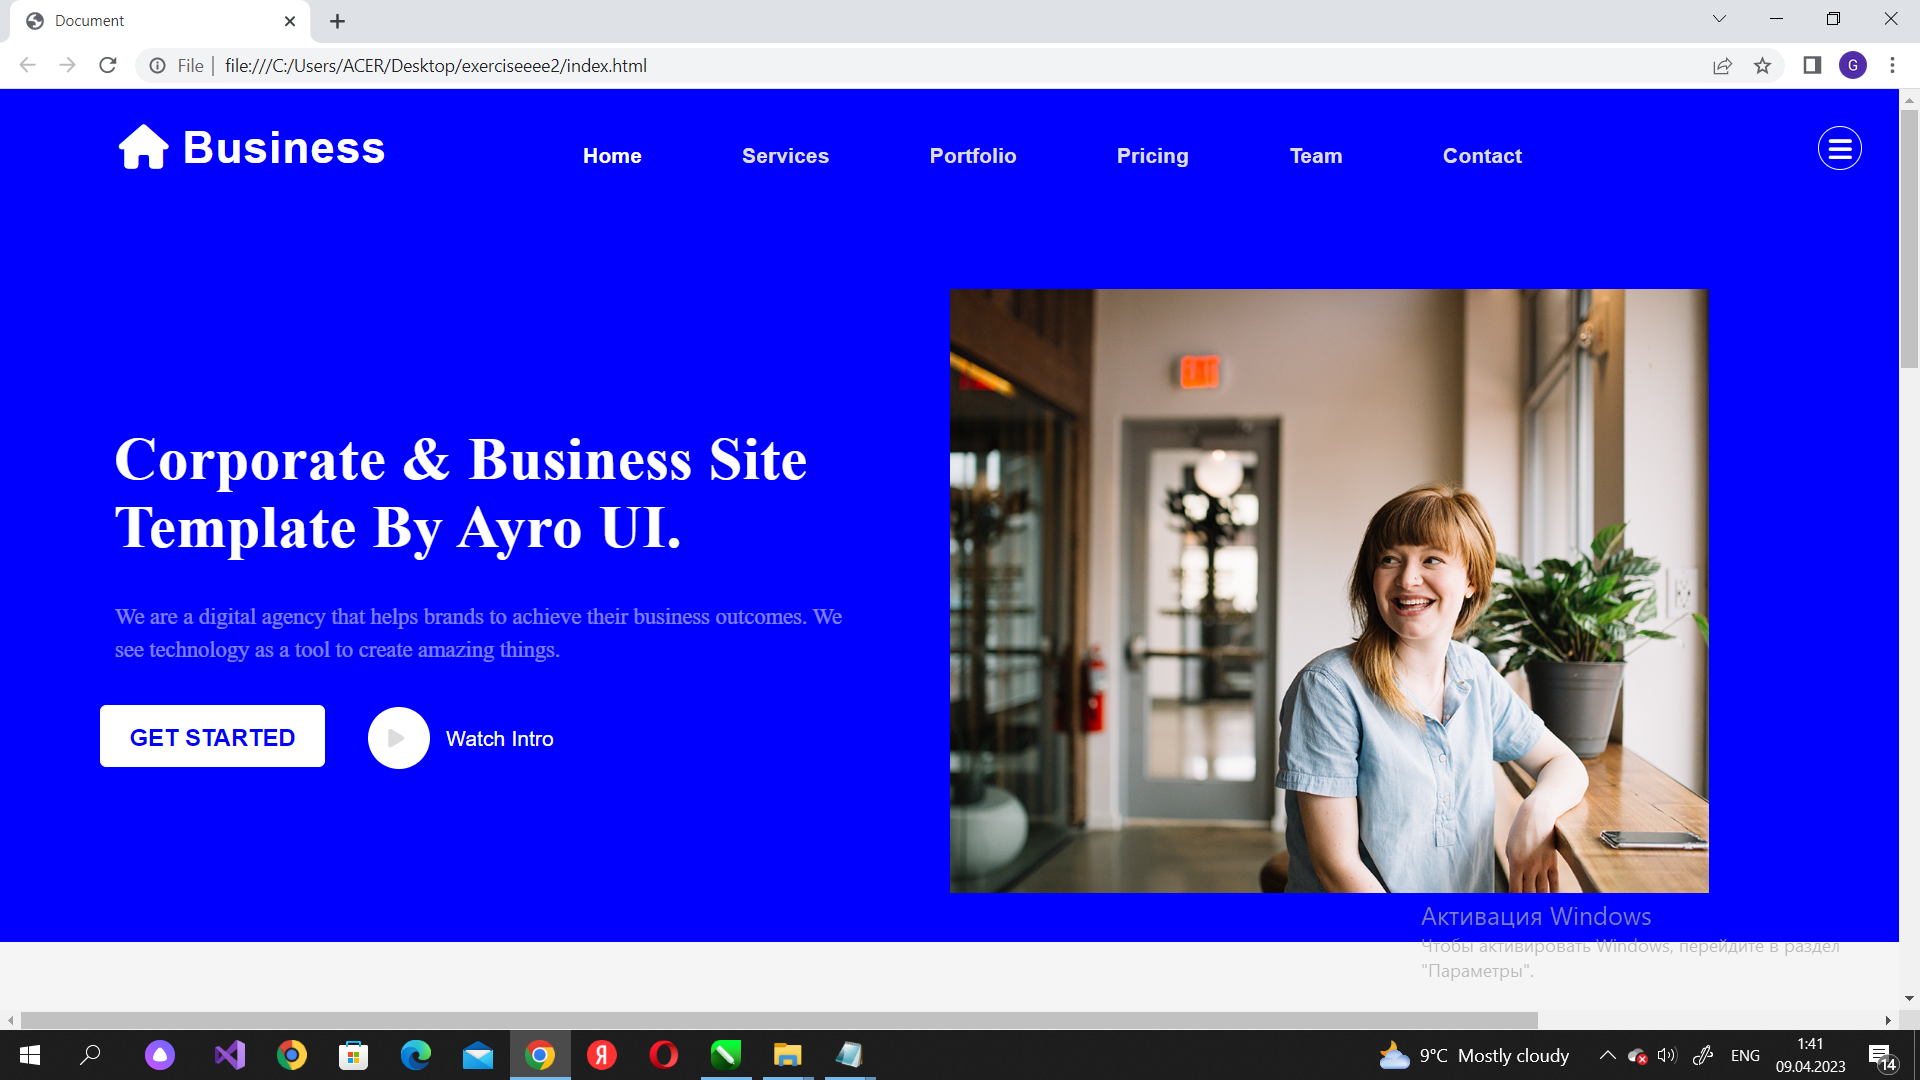 Document
File
file:///C:/Users/ACER/Desktop/exerciseeee2/index.html
G
Business
Home
Services
Portfolio
Pricing
Team
Contact
Corporate & Business Site
Template By Ayro UI.
We are a digital agency that helps brands to achieve their business outcomes. We
see technology as a tool to create amazing things.
GET STARTED
Watch Intro
Активация Windows
Чтобы активировать Windows, перейдите в раздел
"Параметры".
Я
9°C Mostly cloudy
ENG
1:41
09.04.2023
14